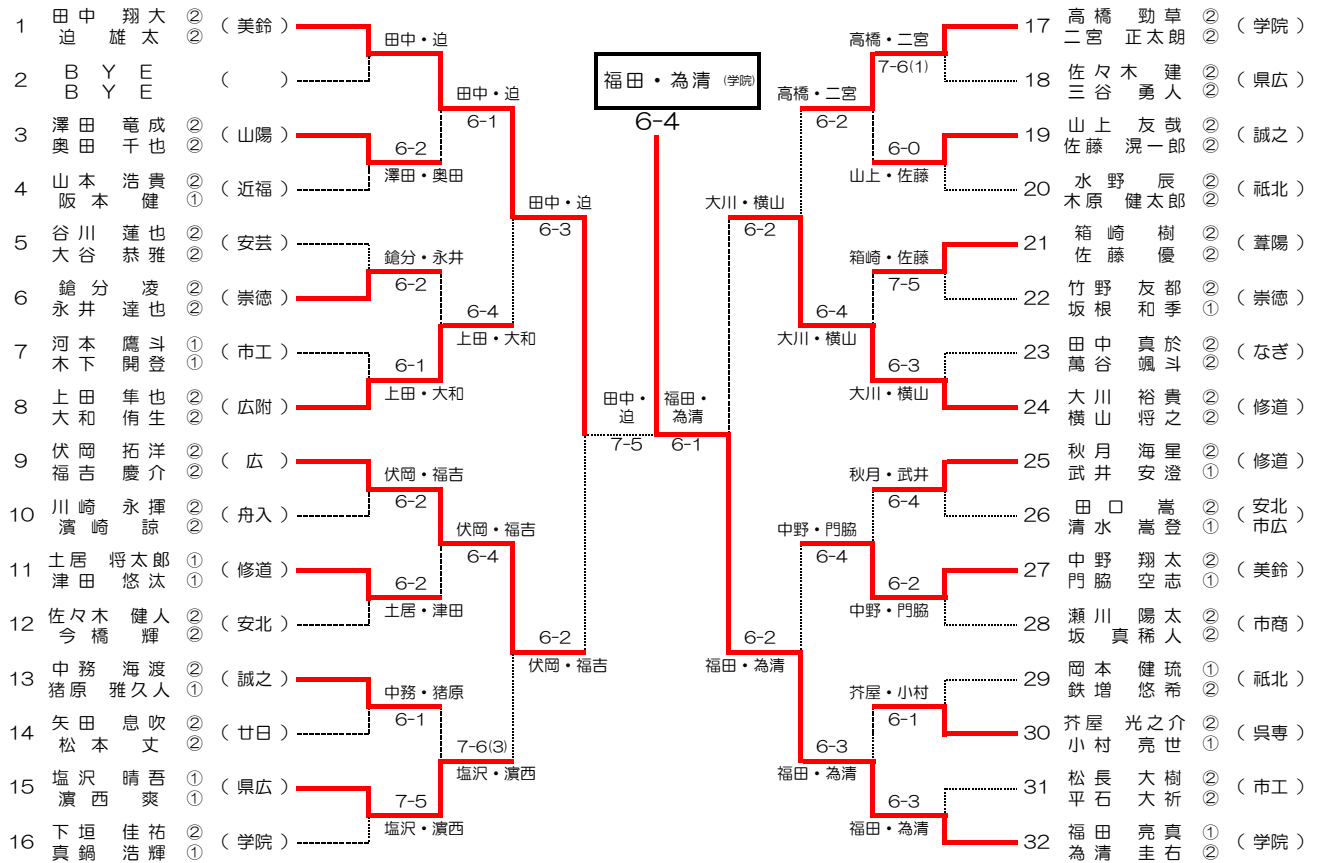 1 田中 翔大 ② 迫 雄太 ② （美鈴）
2 BYE BYE （ ）
3 澤田 竜成 ② 奥田 千也 ② （山陽）
4 山本 浩貴 ② 阪本 健 ① （近福）
5 谷川 蓮也 ② 大谷 恭雅 ② （安芸）
6 鎗分 凌 ② 永井 達也 ② （崇徳）
7 河本 鷹斗 ① 木下 開登 ① （市工）
8 上田 隼也 ② 大和 侑生 ② （広附）
9 伏岡 拓洋 ② 福吉 慶介 ② （広）
10 川崎 永揮 ② 濱崎 諒 ② （舟入）
11 土居 将太郎 ① 津田 悠汰 ① （修道）
12 佐々木 健人 ② 今橋 輝 ② （安北）
13 中務 海渡 ② 猪原 雅久人 ① （誠之）
14 矢田 息吹 ② 松本 丈 ② （廿日）
15 塩沢 晴吾 ① 濵西 爽 ① （県広）
16 下垣 佳祐 ② 真鍋 浩輝 ① （学院）
田中・迫
6-2
澤田・奥田
鎗分・永井
6-2
6-1
上田・大和
伏岡・福吉
6-2
6-2
土居・津田
中務・猪原
6-1
7-5
塩沢・濵西
田中・迫
6-1
6-4
上田・大和
伏岡・福吉
6-4
7-6(3)
塩沢・濵西
田中・迫
6-3
6-2
伏岡・福吉
田中・
迫
7-5
福田・為清 (学院)
6-4
福田・
為清
6-1
大川・横山
6-2
6-2
福田・為清
高橋・二宮
6-2
6-4
大川・横山
中野・門脇
6-4
6-3
福田・為清
高橋・二宮
7-6(1)
6-0
山上・佐藤
箱崎・佐藤
7-5
6-3
大川・横山
秋月・武井
6-4
6-2
中野・門脇
芥屋・小村
6-1
6-3
福田・為清
17 高橋 勁草 ② 二宮 正太朗 ② （学院）
18 佐々木 建 ② 三谷 勇人 ② （県広）
19 山上 友哉 ② 佐藤 滉一郎 ② （誠之）
20 水野 辰 ② 木原 健太郎 ② （祇北）
21 箱崎 樹 ② 佐藤 優 ② （葦陽）
22 竹野 友都 ② 坂根 和季 ① （崇徳）
23 田中 真於 ② 萬谷 颯斗 ② （なぎ）
24 大川 裕貴 ② 横山 将之 ② （修道）
25 秋月 海星 ② 武井 安澄 ① （修道）
26 田口 嵩 ② 清水 嵩登 ① （安北 市広）
27 中野 翔太 ② 門脇 空志 ① （美鈴）
28 瀬川 陽太 ② 坂 真稀人 ② （市商）
29 岡本 健琉 ① 鉄増 悠希 ② （祇北）
30 芥屋 光之介 ② 小村 亮世 ① （呉専）
31 松長 大樹 ② 平石 大祈 ② （市工）
32 福田 亮真 ① 為清 圭右 ② （学院）